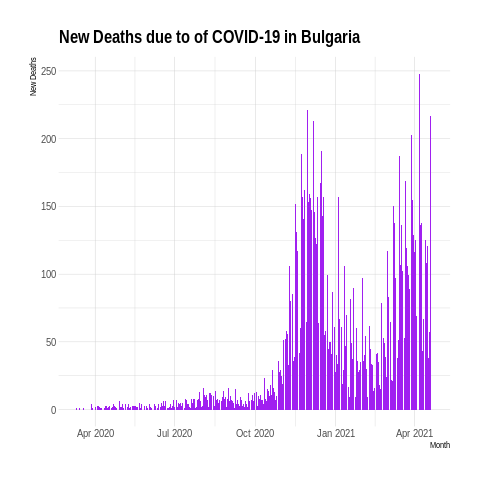 New Deaths due to of COVID-19 in Bulgaria
New Deaths
250
200
150
100
50
0
Apr 2020 Jul 2020 Oct 2020 Jan 2021 Apr 2021
Month